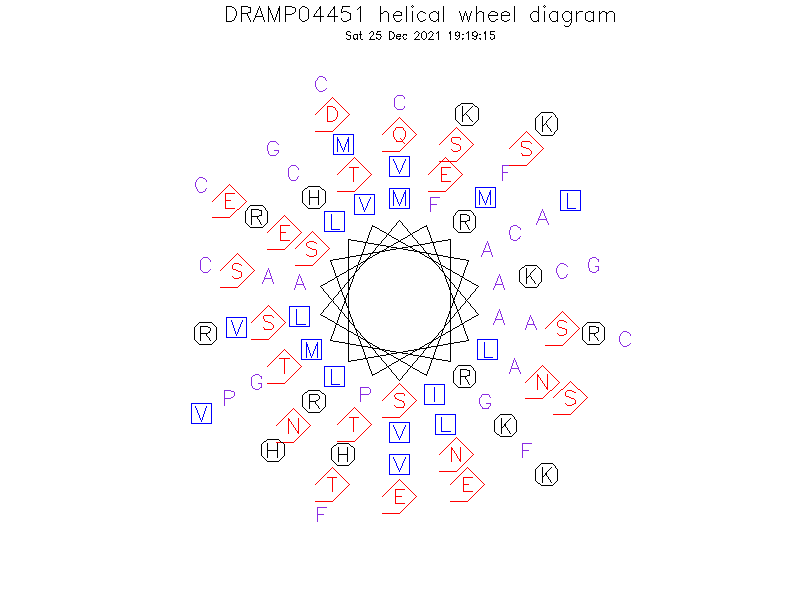 DRAMP04451 helical wheel diagram
Sat 25 Dec 2021 19:19:15
C
C
D K
K
Q
M S
G S
V
C T E F
C
H M M
E V F L
R L R A
E C
S A
C S C G
A A A K
L A
S A
V S
R R C
M L
T A
L R
G N
P I
P R S G S
V
N T V L K
H H N F
V
K
T E
E
F